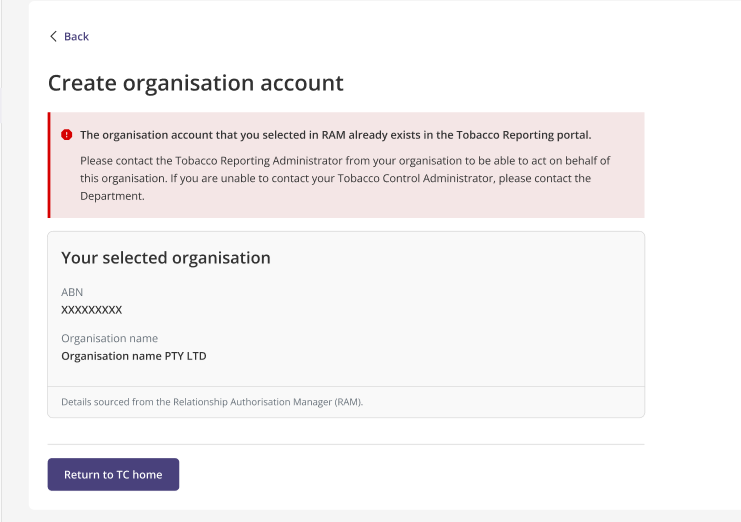 Back
Create organisation account
The organisation account that you selected in RAM already exists in the Tobacco Reporting portal.
Please contact the Tobacco Reporting Administrator from your organisation to be able to act on behalf of
this organisation. If you are unable to contact your Tobacco Control Administrator, please contact the
Department.
Your selected organisation
ABN
XXXXXXXXX
Organisation name
Organisation name PTY LTD
Details sourced from the Relationship Authorisation Manager (RAM).
Return to TC home